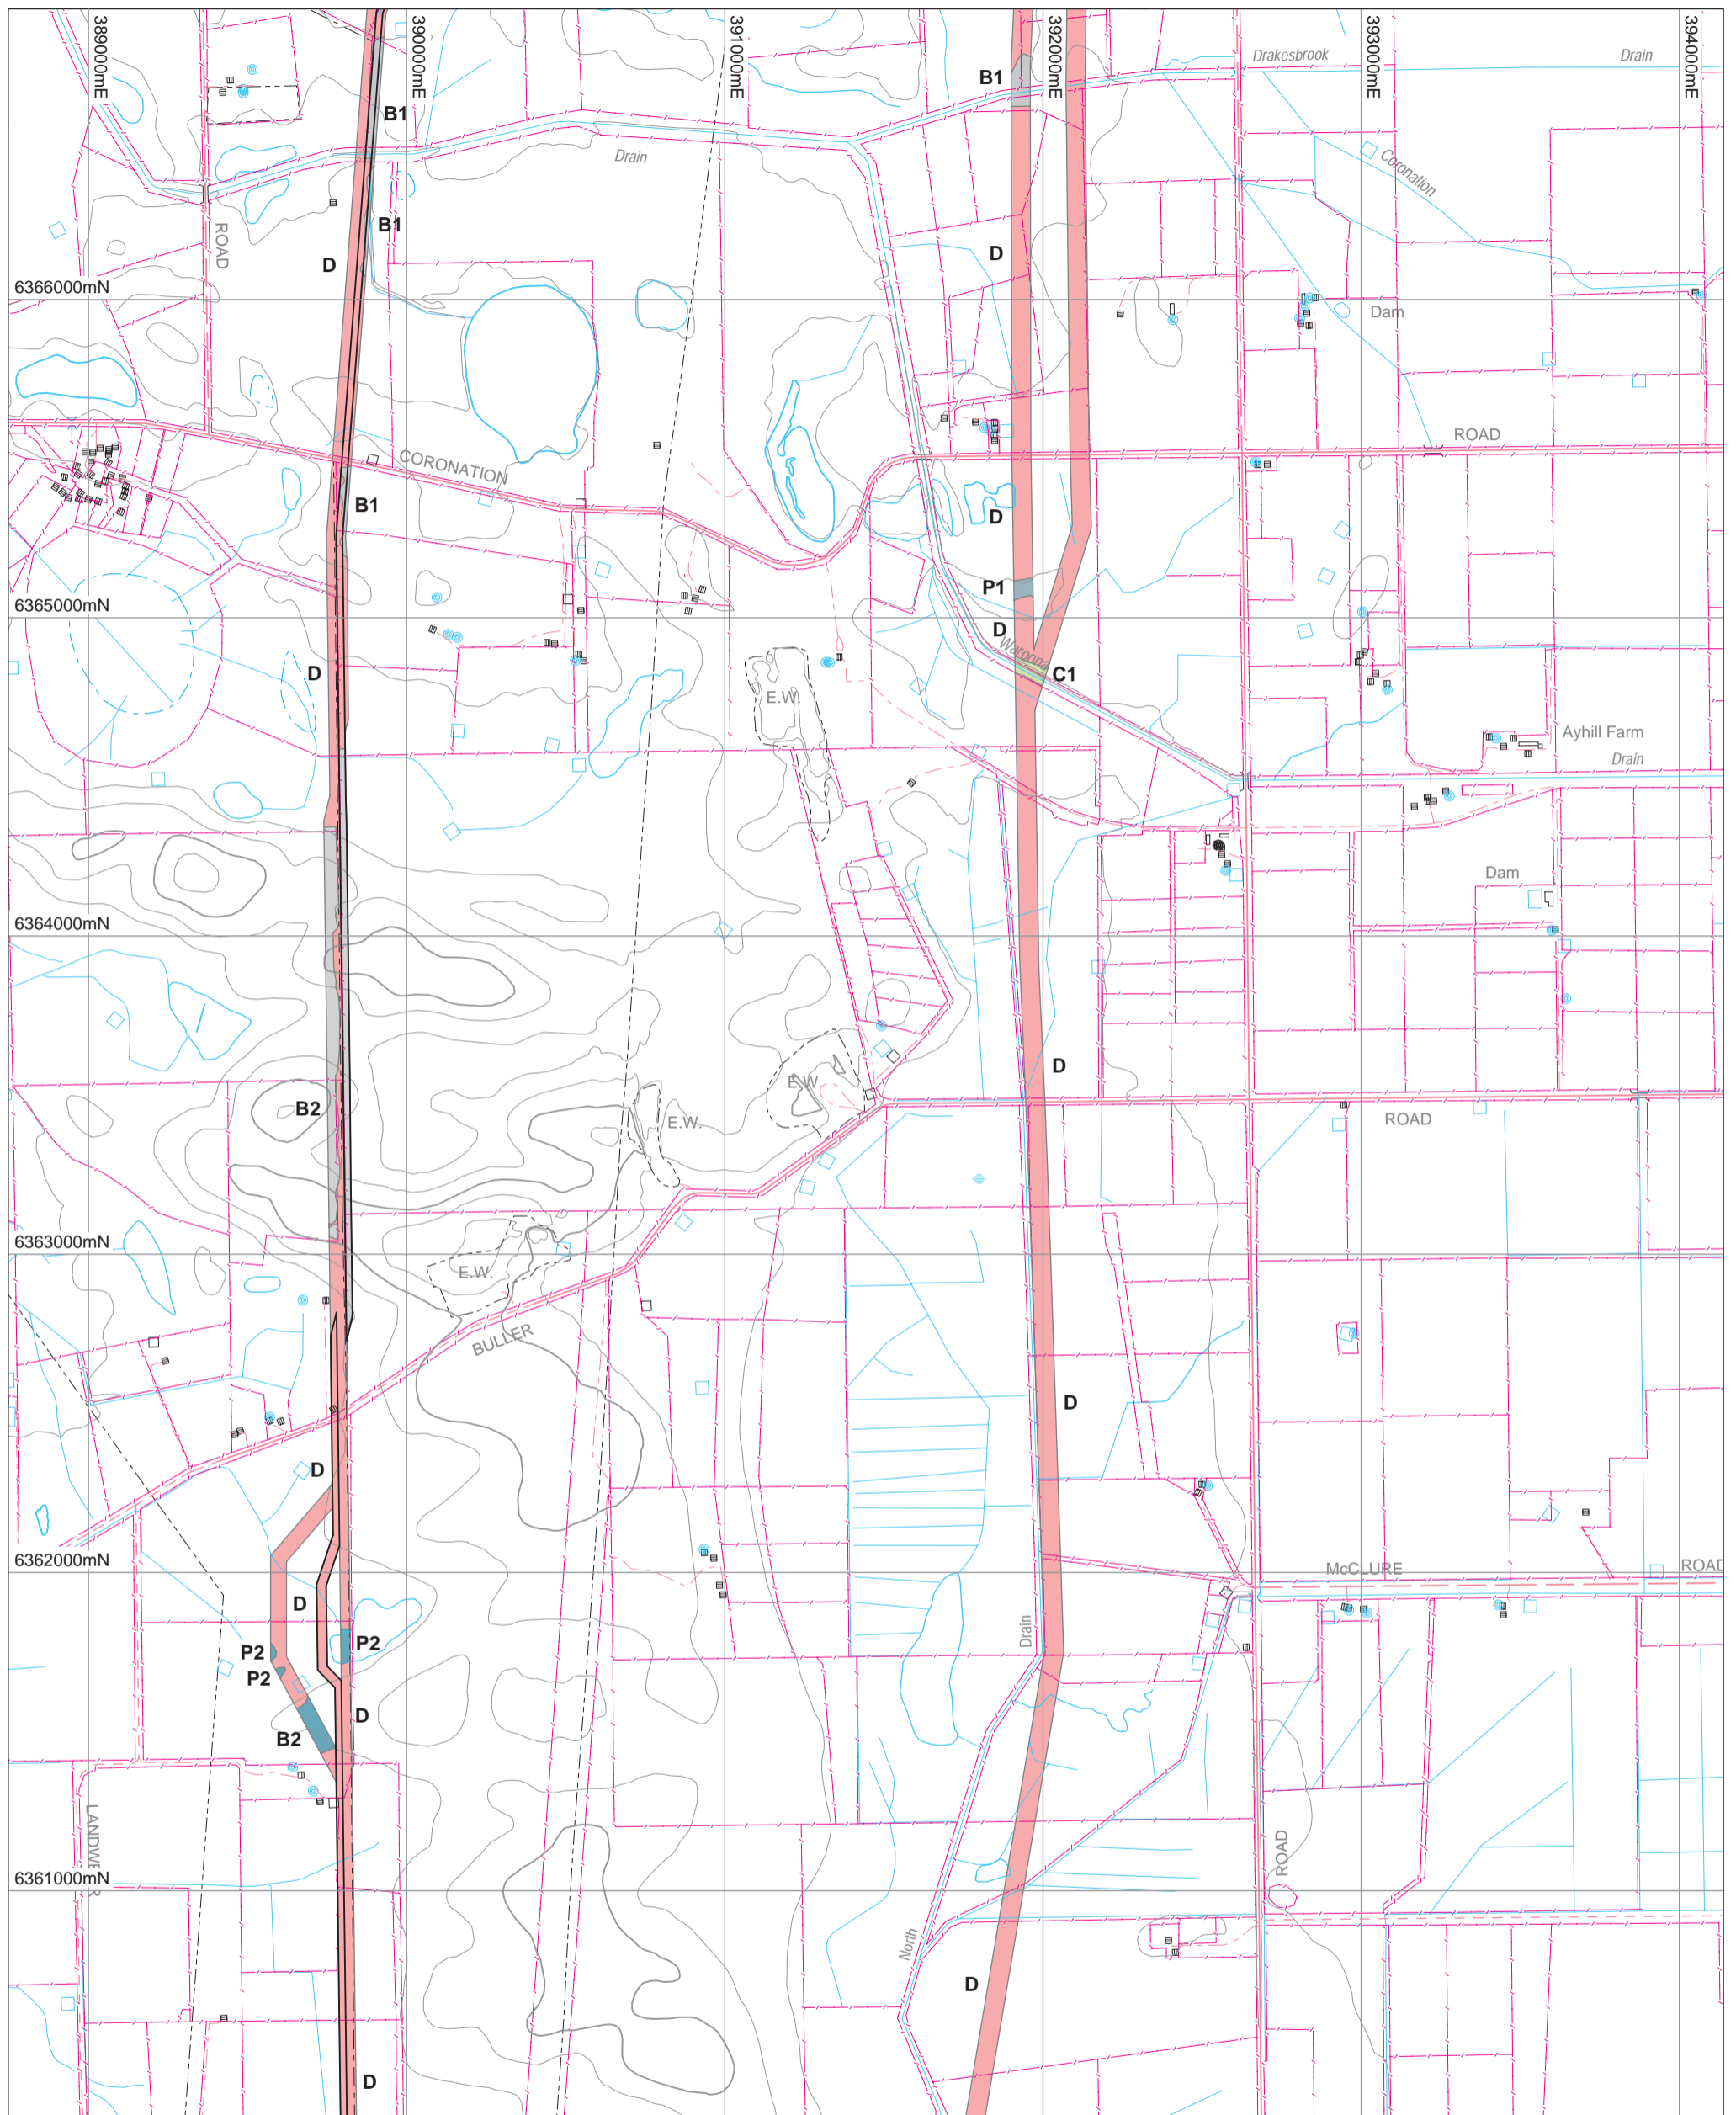 389000mE
390000mE
391000mE
392000mE
393000mE
394000mE
Drakesbrook
Drain
B1
B1
Drain
Coronation
B1
ROAD
D
D
6366000mN
Dam
CORONATION
ROAD
B1
D
P1
6365000mN
D
Waroona
D
C1
E.W.
Ayhill Farm
Drain
Dam
6364000mN
D
E.W.
B2
E.W.
ROAD
6363000mN
E.W.
BULLER
D
D
6362000mN
McCLURE
ROAD
D
Drain
P2
P2
P2
D
B2
ROAD
6361000mN
North
D
D